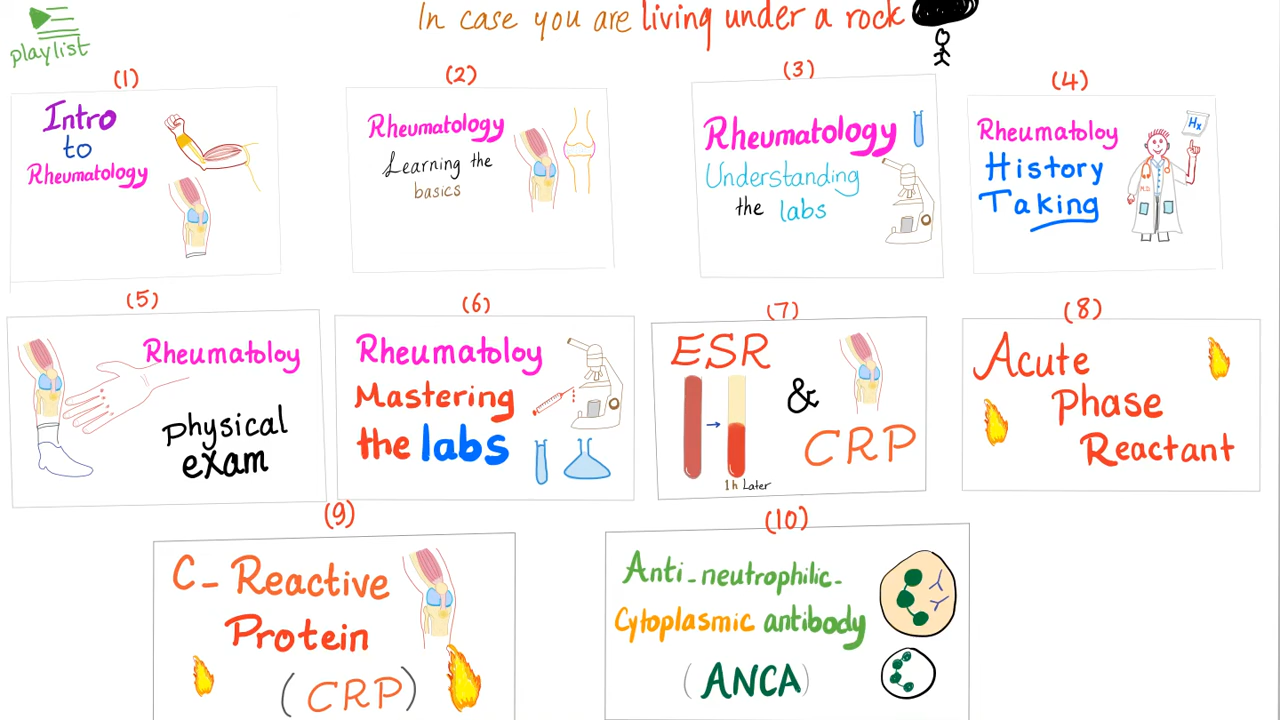 In case you are living under a rock
playlist
(1)
Intro
to
Rheumatology
(2)
Rheumatology
Learning the
basics
(3)
Rheumatology
Understanding
the labs
(4)
Rheumatoloy
History
Taking
Hx
M.D.
(5)
Rheumatoloy
Physical
exam
(6)
Rheumatoloy
Mastering
the labs
(7)
ESR
&
CRP
1h Later
(8)
Acute
Phase
Reactant
(9)
C-Reactive
Protein
(CRP)
(10)
Anti-neutrophilic-
Cytoplasmic antibody
(ANCA)